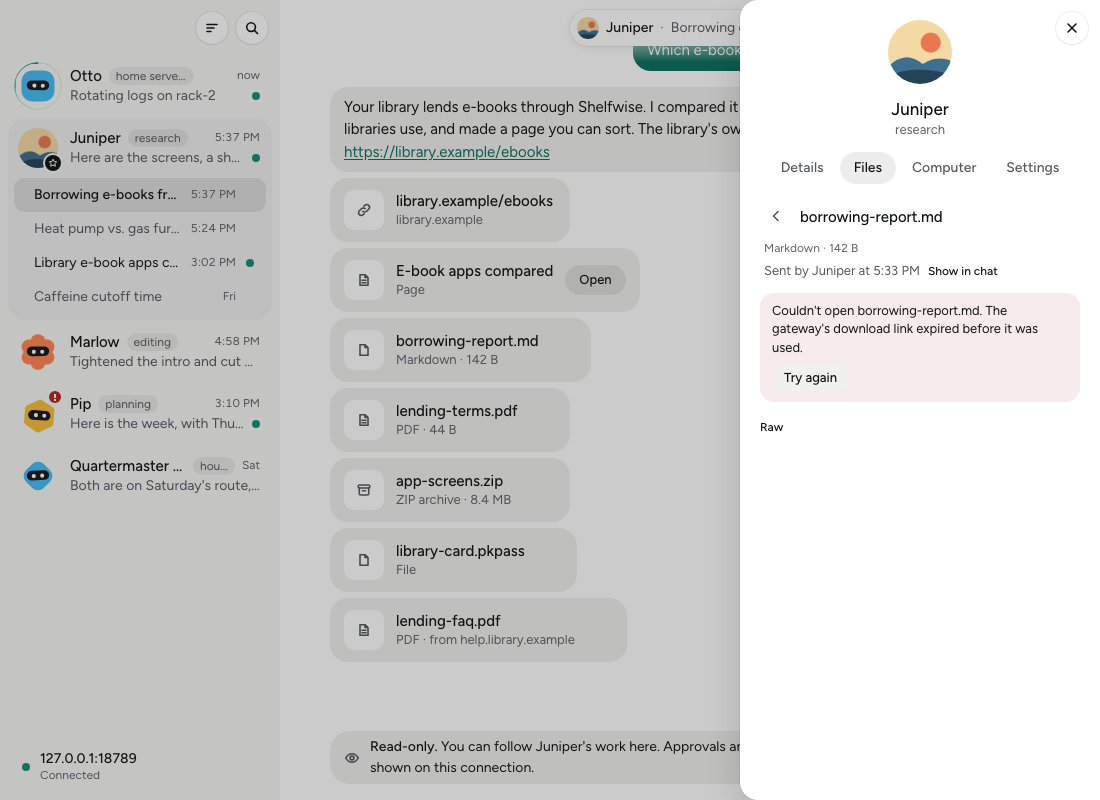 Otto home serve... now
Rotating logs on rack-2
Juniper research 5:37 PM
Here are the screens, a sh...
Borrowing e-books fr... 5:37 PM
Heat pump vs. gas fur... 5:24 PM
Library e-book apps c... 3:02 PM
Caffeine cutoff time Fri
Marlow editing 4:58 PM
Tightened the intro and cut ...
Pip planning 3:10 PM
Here is the week, with Thu...
Quartermaster ... hou... Sat
Both are on Saturday's route,...
127.0.0.1:18789
Connected
Juniper · Borrowing
Which e-book
Your library lends e-books through Shelfwise. I compared it
libraries use, and made a page you can sort. The library's ow
https://library.example/ebooks
library.example/ebooks
library.example
E-book apps compared
Page
Open
borrowing-report.md
Markdown · 142 B
lending-terms.pdf
PDF · 44 B
app-screens.zip
ZIP archive · 8.4 MB
library-card.pkpass
File
lending-faq.pdf
PDF · from help.library.example
Read-only. You can follow Juniper's work here. Approvals ar
shown on this connection.
Juniper
research
Details Files Computer Settings
borrowing-report.md
Markdown · 142 B
Sent by Juniper at 5:33 PM Show in chat
Couldn't open borrowing-report.md. The
gateway's download link expired before it was
used.
Try again
Raw